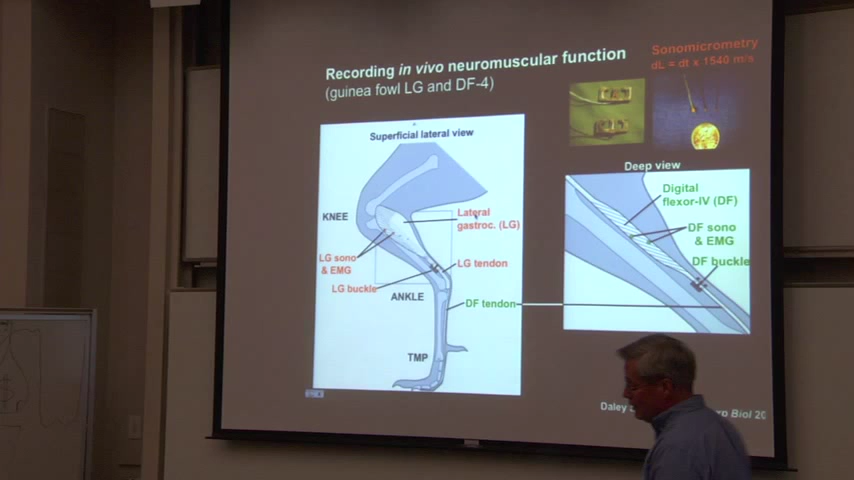 Recording in vivo neuromuscular function
(guinea fowl LG and DF-4)
Sonomicrometry
dL = dt x 1540 m/s
Superficial lateral view
KNEE
Lateral
gastroc. (LG)
LG sono
& EMG
LG tendon
LG buckle
ANKLE
DF tendon
TMP
Deep view
Digital
flexor-IV (DF)
DF sono
& EMG
DF buckle
Daley
Biol 20